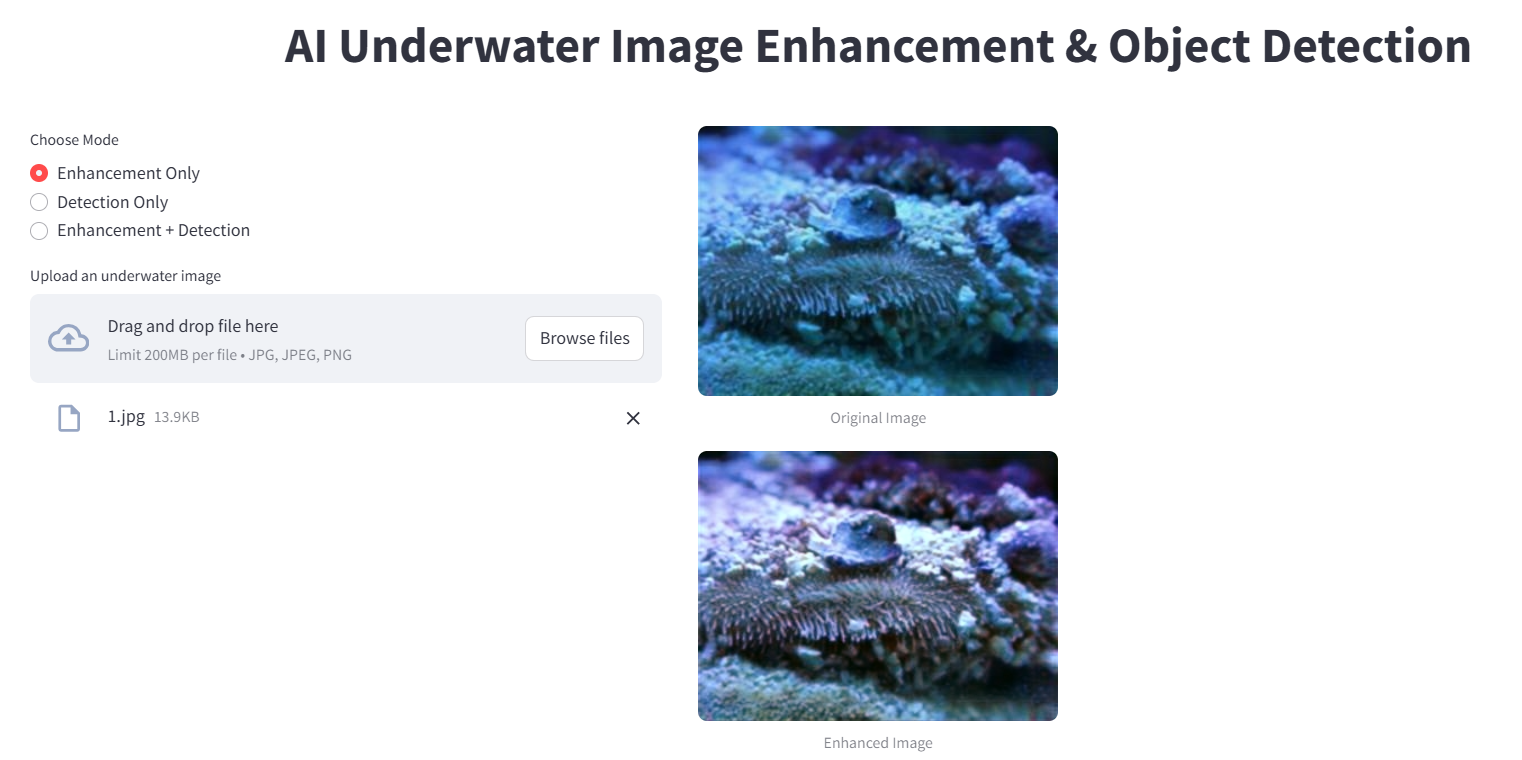 AI Underwater Image Enhancement & Object Detection
Choose Mode
Enhancement Only
Detection Only
Enhancement + Detection
Upload an underwater image
Drag and drop file here
Limit 200MB per file • JPG, JPEG, PNG
Browse files
1.jpg 13.9KB
Original Image
Enhanced Image